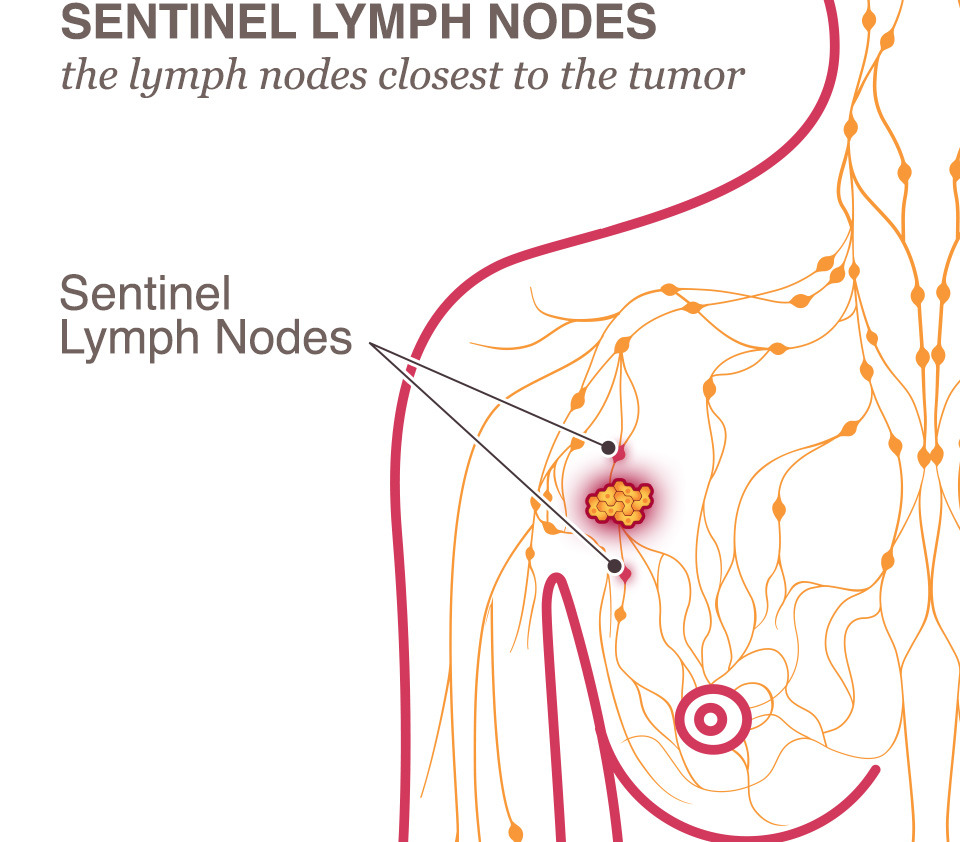 SENTINEL LYMPH NODES
the lymph nodes closest to the tumor
Sentinel
Lymph Nodes